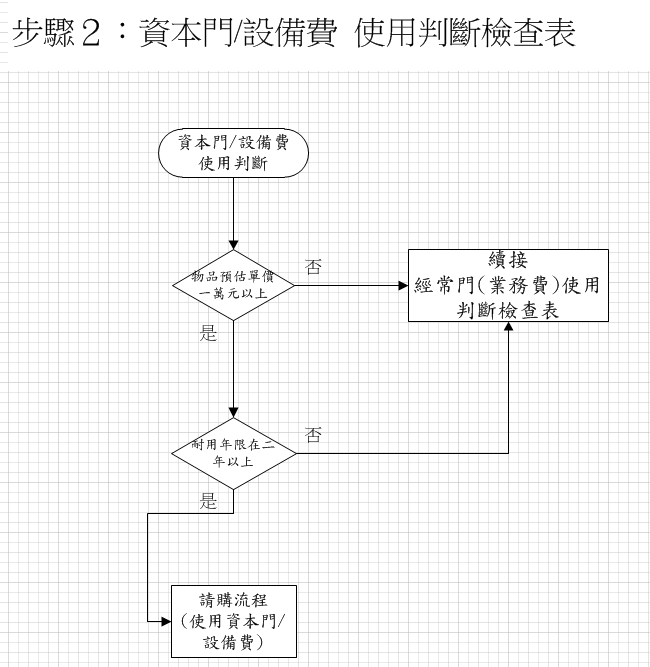 步驟２：資本門/設備費 使用判斷檢查表
資本門/設備費
使用判斷
物品預估單價
一萬元以上
否
續接
經常門(業務費)使用
判斷檢查表
是
耐用年限在二
年以上
否
是
請購流程
(使用資本門/
設備費)